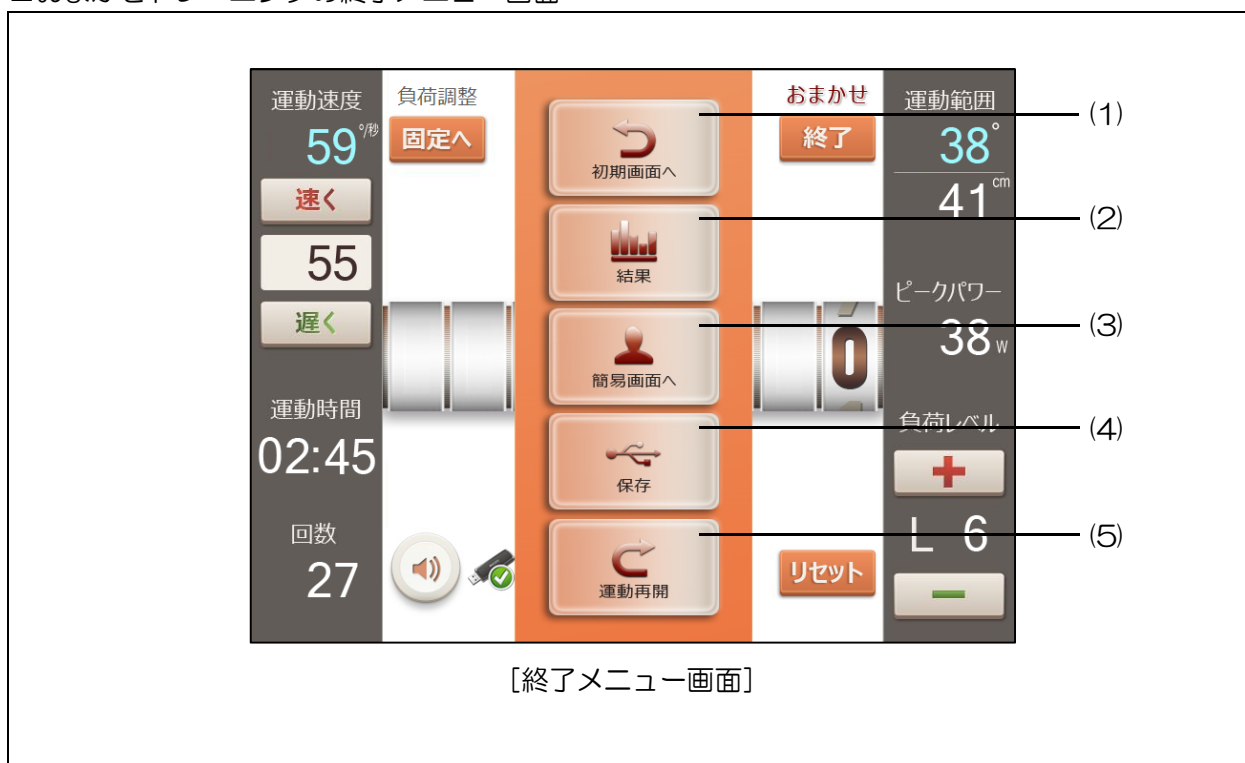 運動速度
59 °/秒
速く
55
遅く
運動時間
02:45
回数
27
負荷調整
固定へ
初期画面へ
結果
簡易画面へ
保存
運動再開
おまかせ
終了
リセット
運動範囲
38°
41 cm
ピークパワー
38 W
負荷レベル
L 6
(1)
(2)
(3)
(4)
(5)
[終了メニュー画面]